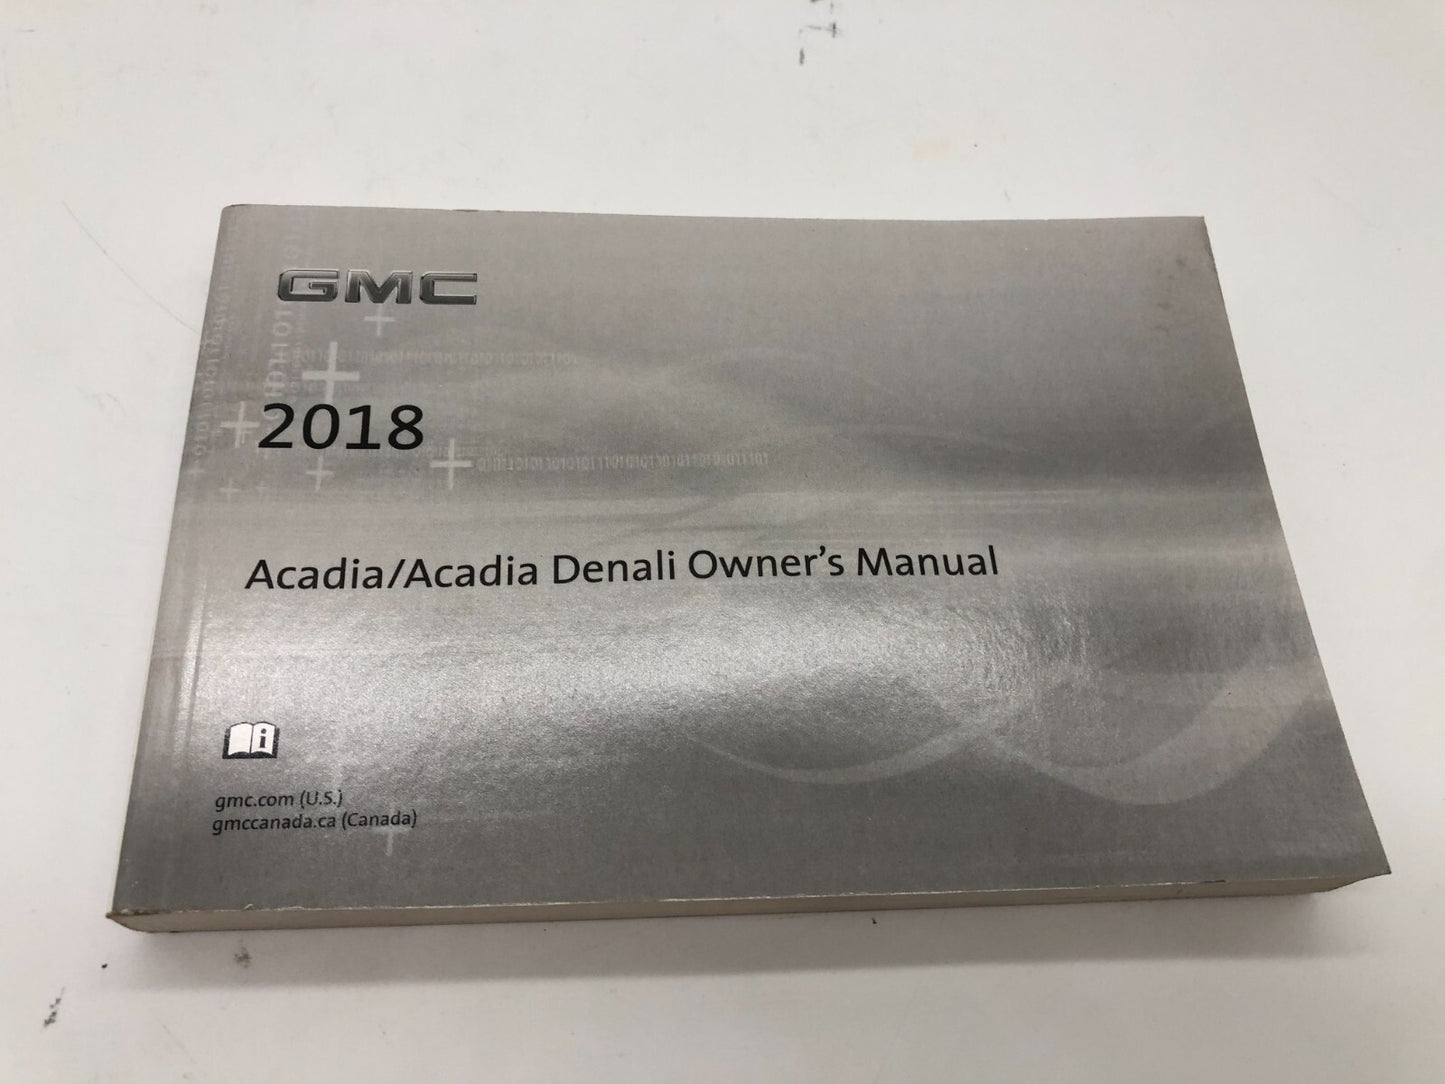 GMC
2018
Acadia/Acadia Denali Owner's Manual
i
gmc.com (U.S.)
gmccanada.ca (Canada)